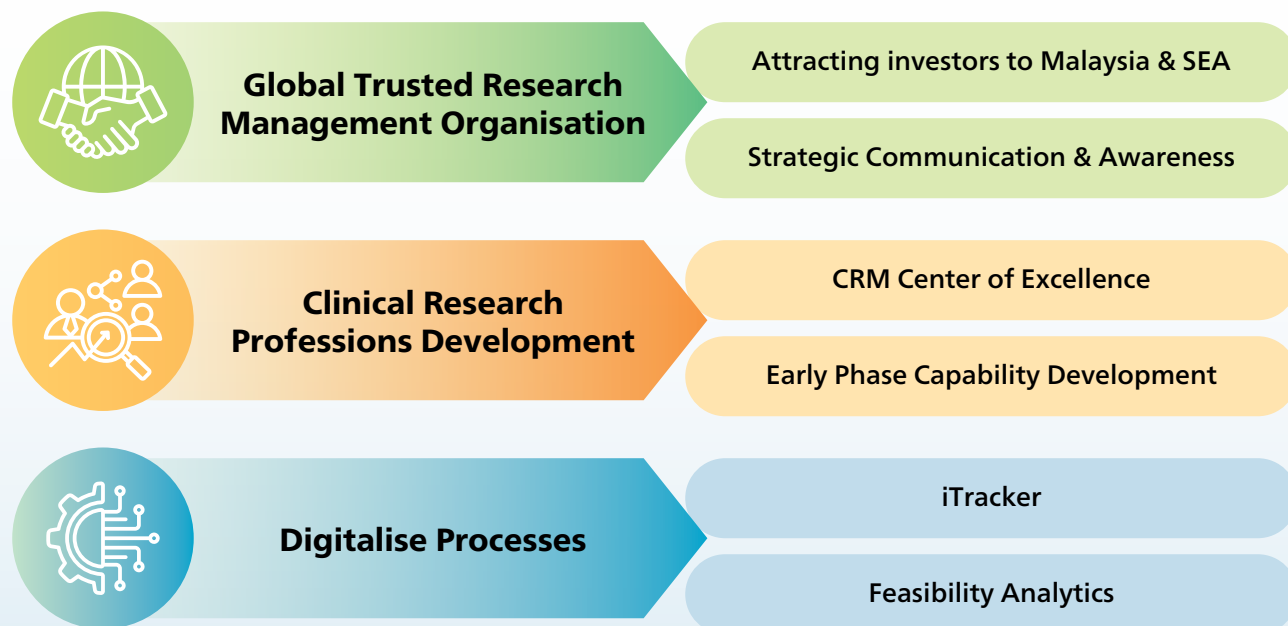 Global Trusted Research
Management Organisation
Attracting investors to Malaysia & SEA
Strategic Communication & Awareness
Clinical Research
Professions Development
CRM Center of Excellence
Early Phase Capability Development
Digitalise Processes
iTracker
Feasibility Analytics